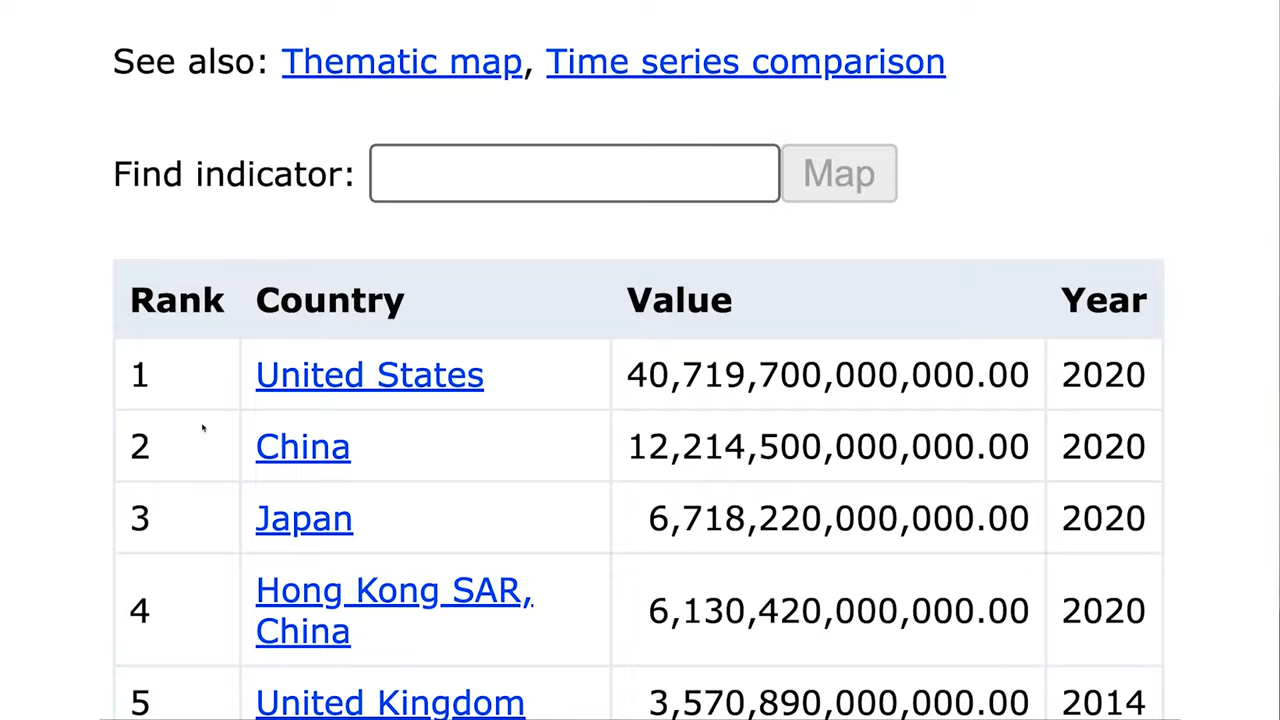 See also: Thematic map, Time series comparison
Find indicator: Map
Rank Country Value Year
1 United States 40,719,700,000,000.00 2020
2 China 12,214,500,000,000.00 2020
3 Japan 6,718,220,000,000.00 2020
4 Hong Kong SAR, China 6,130,420,000,000.00 2020
5 United Kingdom 3,570,890,000,000.00 2014